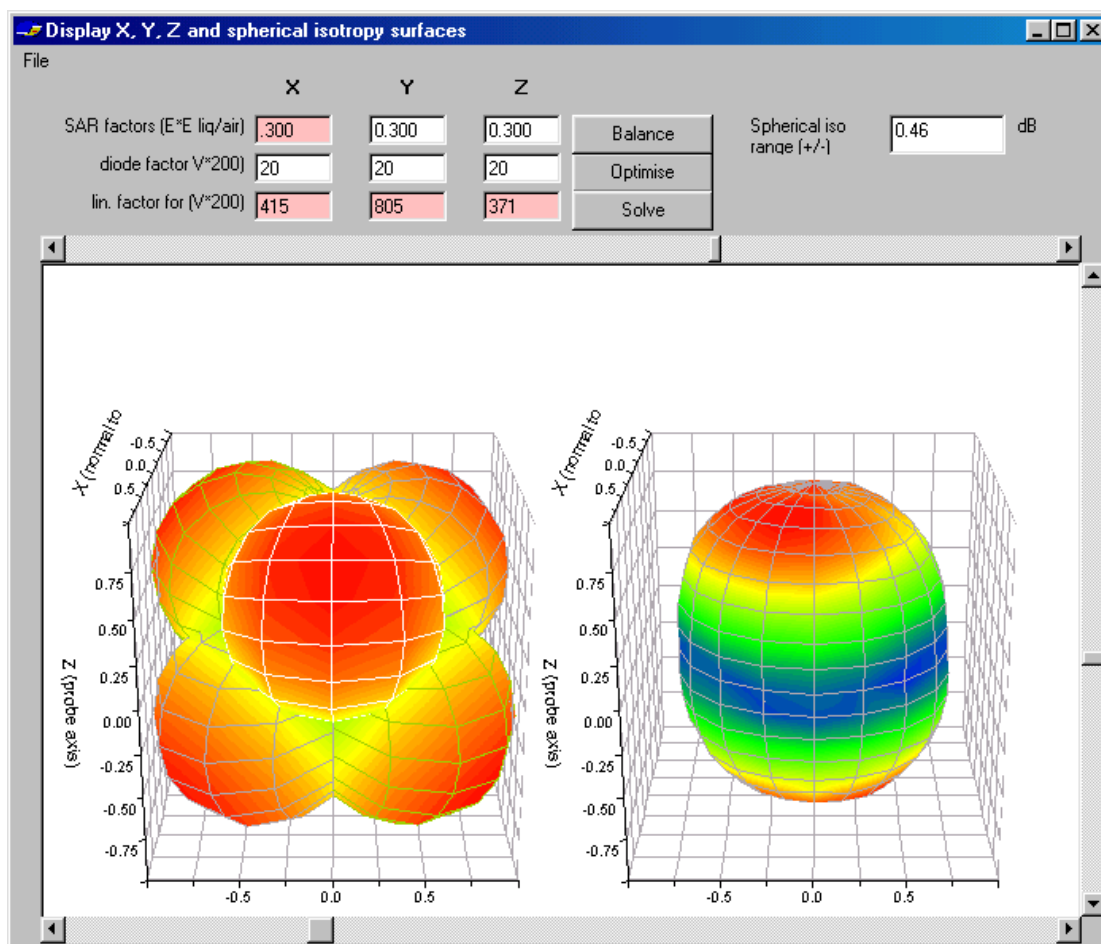 Display X, Y, Z and spherical isotropy surfaces
File
X Y Z
SAR factors (E*E liq/air) .300 0.300 0.300 Balance Spherical iso range (+/-) 0.46 dB
diode factor V*200) 20 20 20 Optimise
lin. factor for (V*200) 415 805 371 Solve
X (normal to
-0.5
0.0
0.5
Z (probe axis)
0.75
0.50
0.25
0.00
-0.25
-0.50
-0.75
-0.5 0.0 0.5
X (normal to
-0.5
0.0
0.5
Z (probe axis)
0.75
0.50
0.25
0.00
-0.25
-0.50
-0.75
-0.5 0.0 0.5